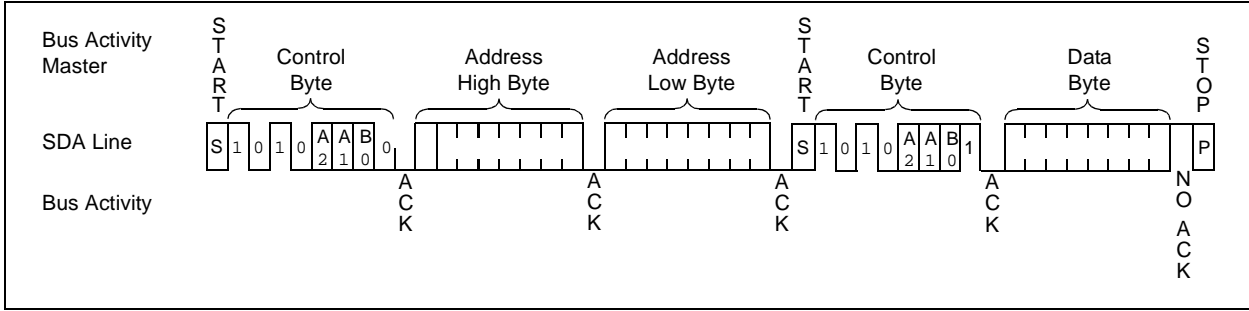 Bus Activity
Master
START
Control
Byte
Address
High Byte
Address
Low Byte
START
Control
Byte
Data
Byte
STOP
SDA Line
S 1 0 1 0 A2 A1 B0 0
S 1 0 1 0 A2 A1 B0 1
P
Bus Activity
ACK
ACK
ACK
ACK
NO ACK